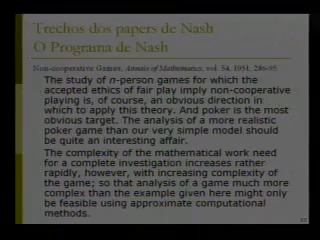 Trechos dos papers de Nash
O Programa de Nash
Non-cooperative Games, Annals of Mathematics, vol. 54, 1951, 286-95
The study of n-person games for which the
accepted ethics of fair play imply non-cooperative
playing is, of course, an obvious direction in
which to apply this theory. And poker is the most
obvious target. The analysis of a more realistic
poker game than our very simple model should
be quite an interesting affair.
The complexity of the mathematical work need
for a complete investigation increases rather
rapidly, however, with increasing complexity of
the game; so that analysis of a game much more
complex than the example given here might only
be feasible using approximate computational
methods.